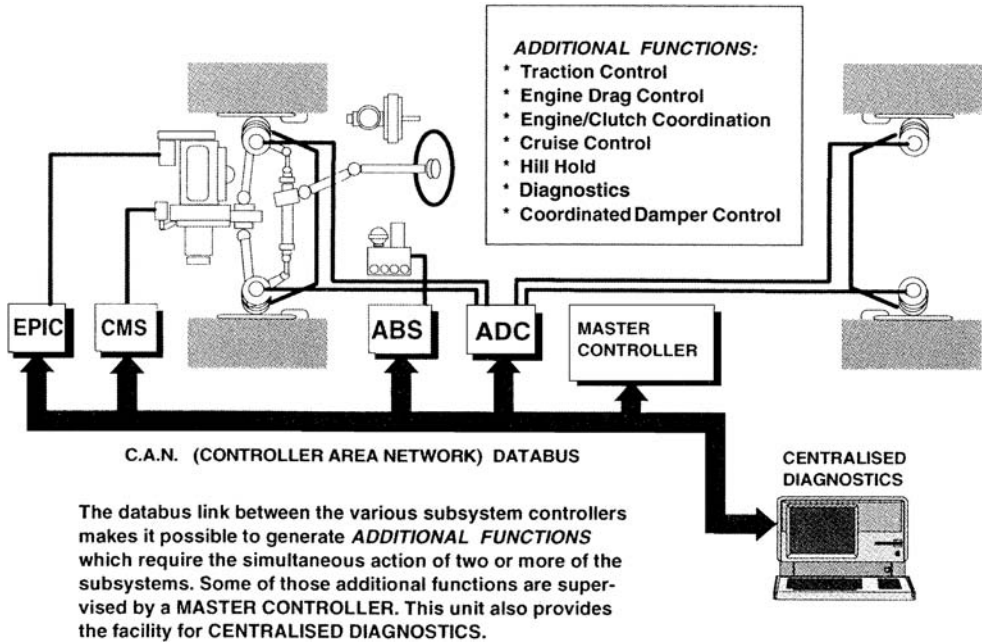 ADDITIONAL FUNCTIONS:
* Traction Control
* Engine Drag Control
* Engine/Clutch Coordination
* Cruise Control
* Hill Hold
* Diagnostics
* Coordinated Damper Control
EPIC
CMS
ABS
ADC
MASTER
CONTROLLER
C.A.N. (CONTROLLER AREA NETWORK) DATABUS
CENTRALISED
DIAGNOSTICS
The databus link between the various subsystem controllers
makes it possible to generate ADDITIONAL FUNCTIONS
which require the simultaneous action of two or more of the
subsystems. Some of those additional functions are super-
vised by a MASTER CONTROLLER. This unit also provides
the facility for CENTRALISED DIAGNOSTICS.